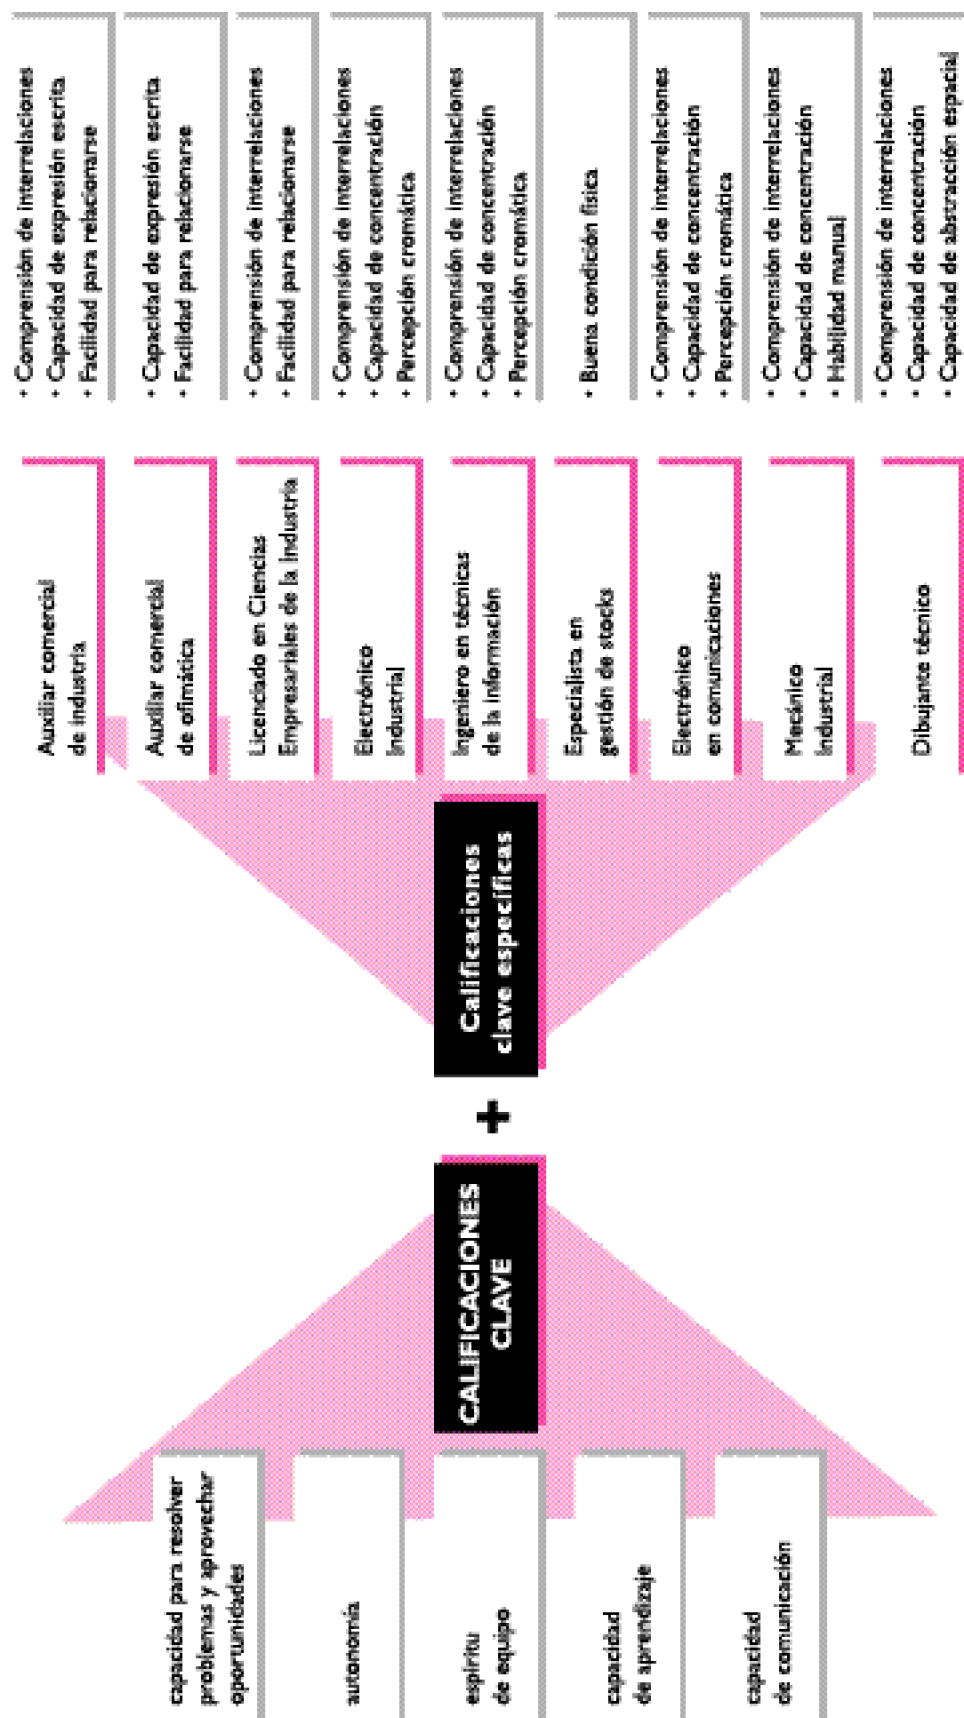 capacidad para resolver
problemas y aprovechar
oportunidades
autonomía
espíritu
de equipo
capacidad
de aprendizaje
capacidad
de comunicación
CALIFICACIONES
CLAVE
+
Calificaciones
clave específicas
Auxiliar comercial
de industria
• Comprensión de interrelaciones
• Capacidad de expresión escrita
• Facilidad para relacionarse
Auxiliar comercial
de ofimática
• Capacidad de expresión escrita
• Facilidad para relacionarse
Licenciado en Ciencias
Empresariales de la Industria
• Comprensión de interrelaciones
• Facilidad para relacionarse
Electrónico
industrial
• Comprensión de interrelaciones
• Capacidad de concentración
• Percepción cromática
Ingeniero en técnicas
de la información
• Comprensión de interrelaciones
• Capacidad de concentración
• Percepción cromática
Especialista en
gestión de stocks
• Buena condición física
Electrónico
en comunicaciones
• Comprensión de interrelaciones
• Capacidad de concentración
• Percepción cromática
Mecánico
industrial
• Comprensión de interrelaciones
• Capacidad de concentración
• Habilidad manual
Dibujante técnico
• Comprensión de interrelaciones
• Capacidad de concentración
• Capacidad de abstracción espacial